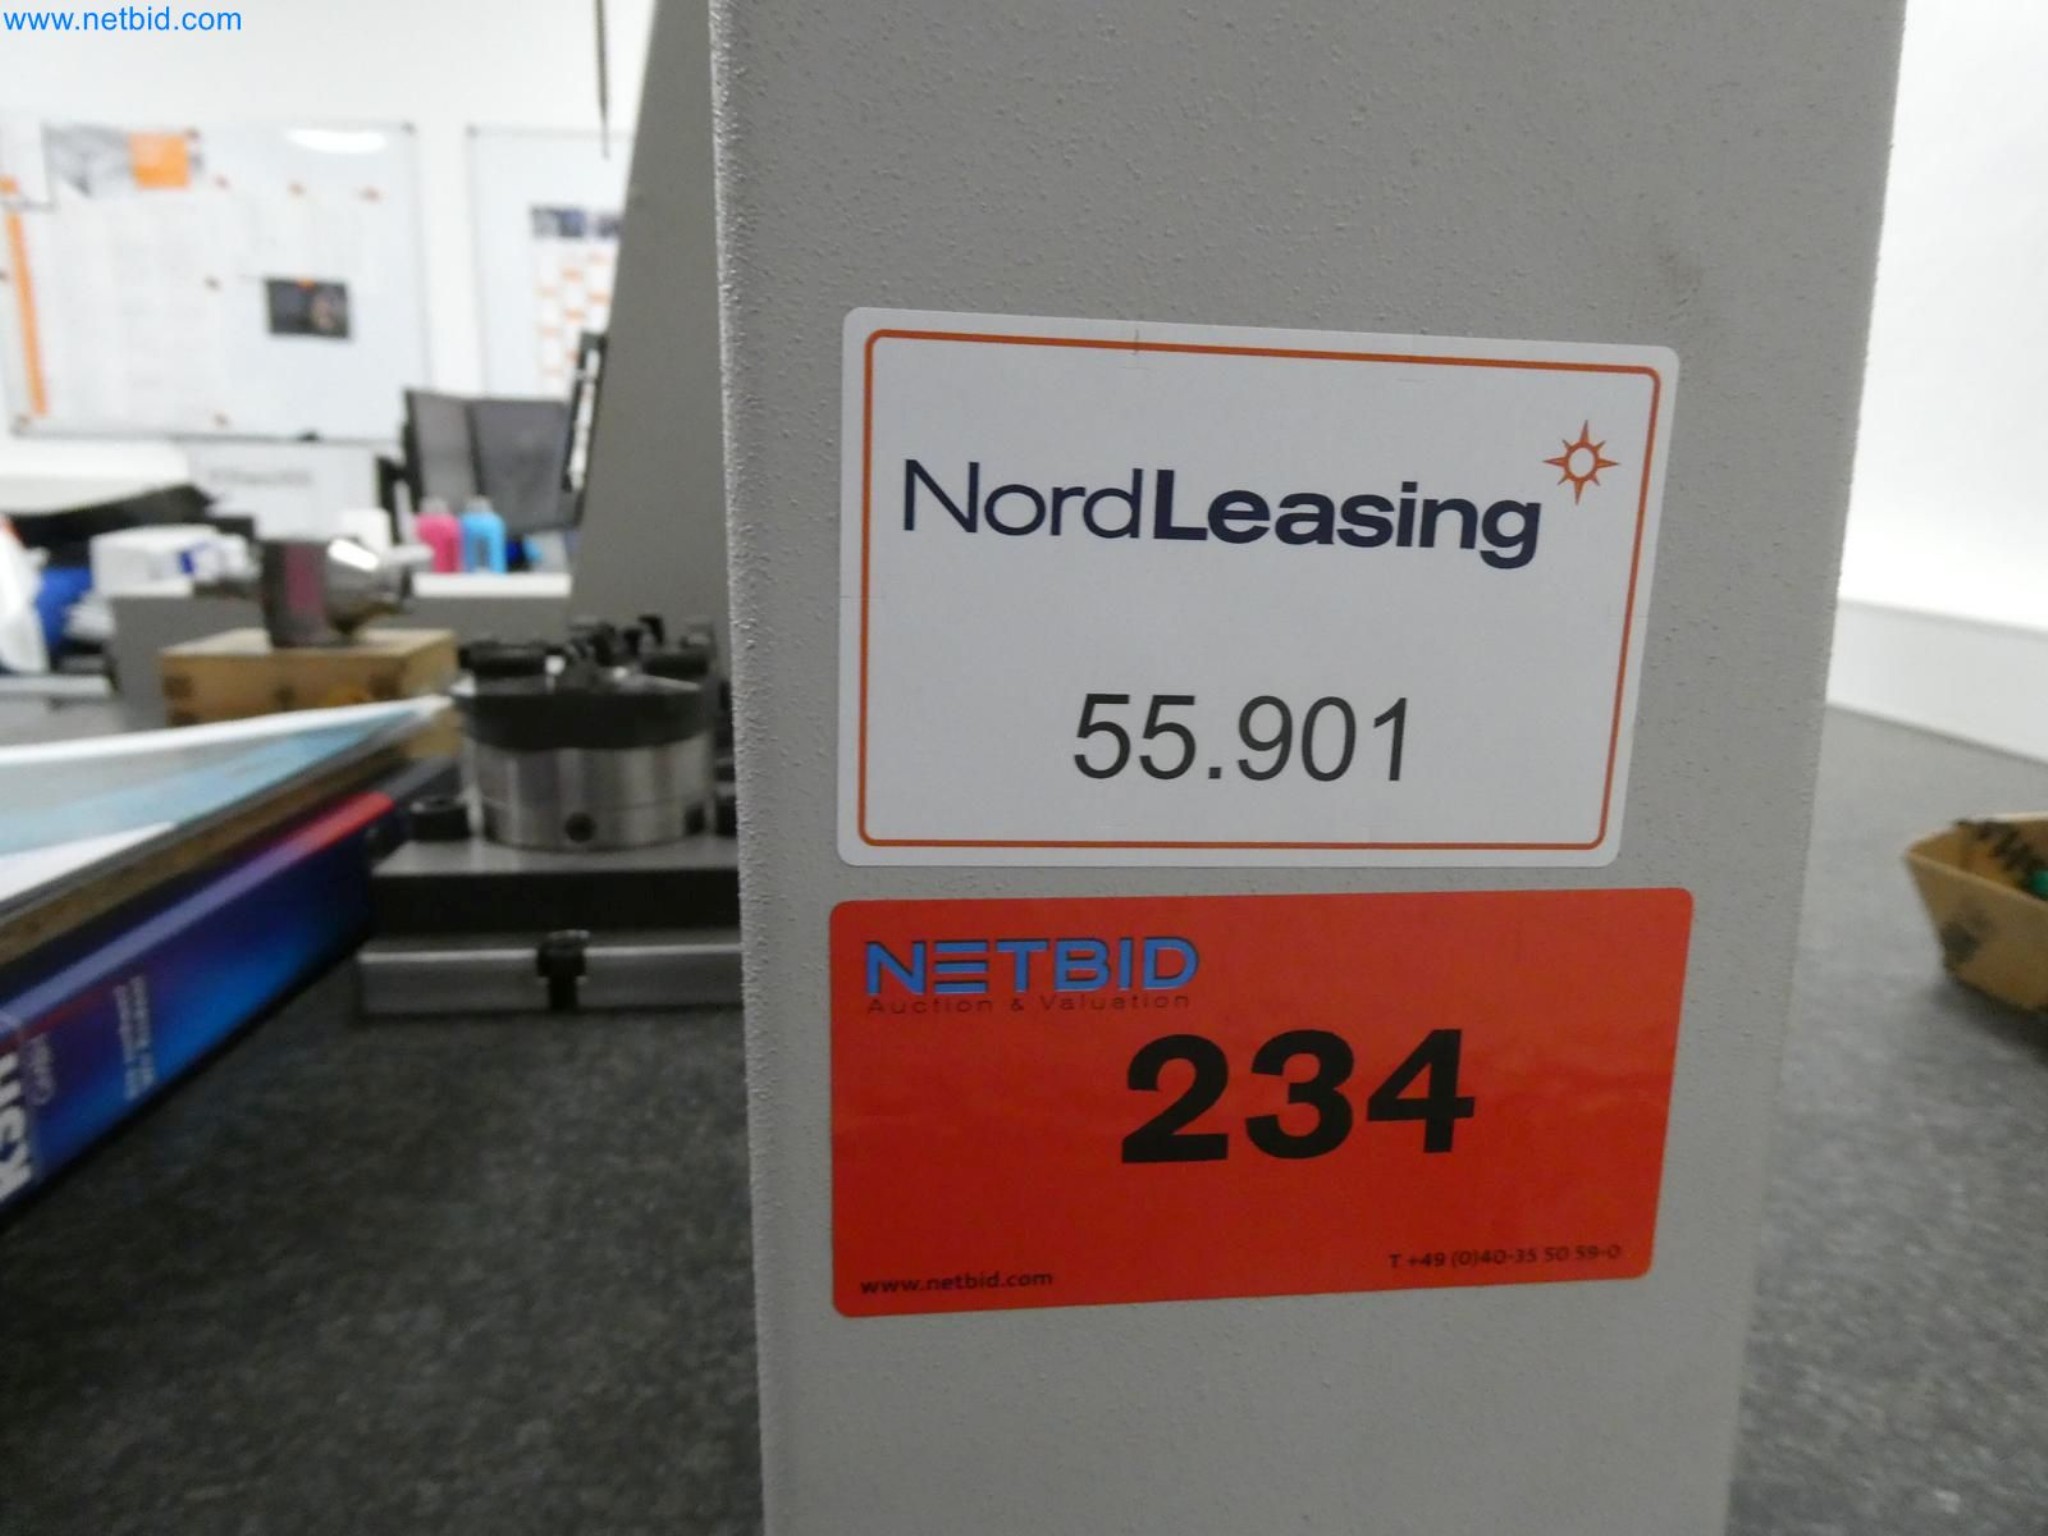 www.netbid.com
NordLeasing
55.901
NETBID
Auction & Valuation
234
www.netbid.com
T +49 (0)40-35 50 59-0